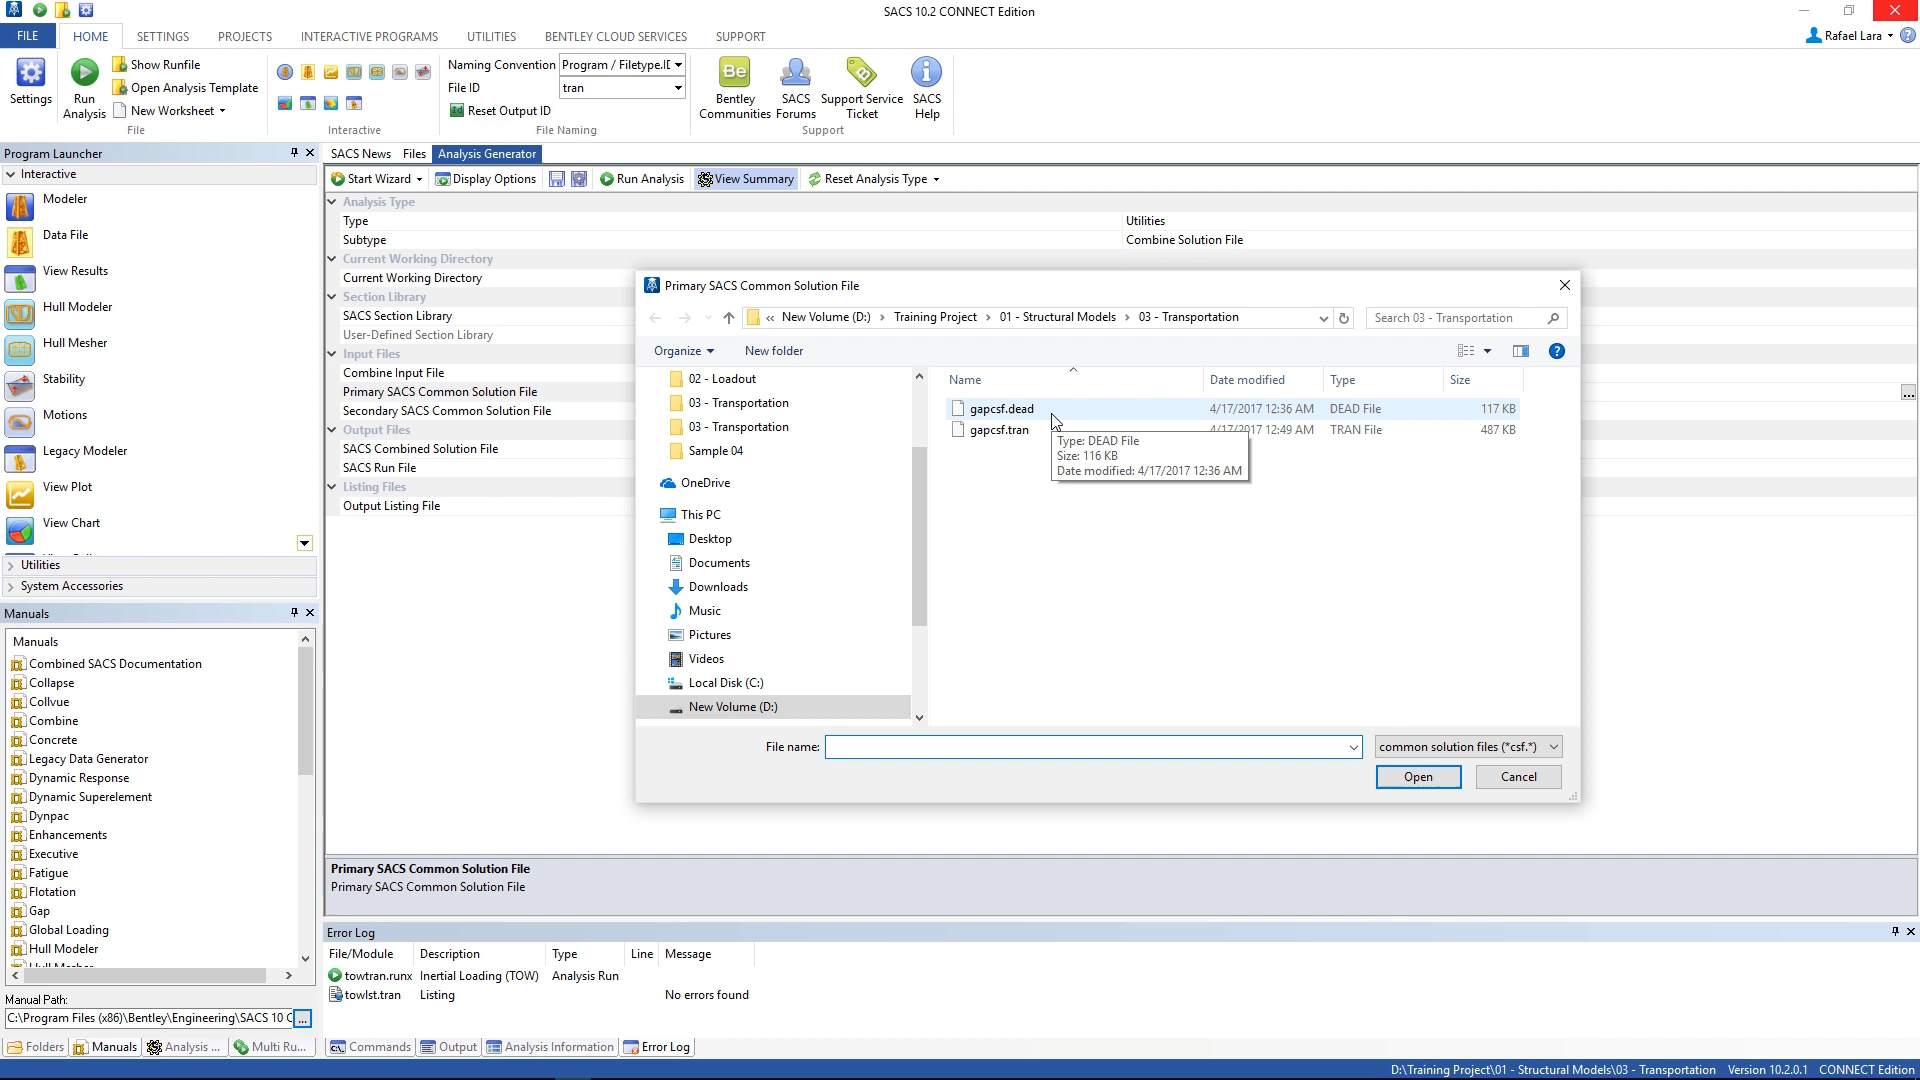 SACS 10.2 CONNECT Edition
FILE HOME SETTINGS PROJECTS INTERACTIVE PROGRAMS UTILITIES BENTLEY CLOUD SERVICES SUPPORT
Rafael Lara
Settings
Run Analysis
Show Runfile
Open Analysis Template
New Worksheet
File
Interactive
Naming Convention Program / Filetype.IE
File ID tran
Id Reset Output ID
File Naming
Be
Bentley Communities
SACS Forums
Support Service Ticket
SACS Help
Support
Program Launcher
Interactive
Modeler
Data File
View Results
Hull Modeler
Hull Mesher
Stability
Motions
Legacy Modeler
View Plot
View Chart
Utilities
System Accessories
Manuals
Manuals
Combined SACS Documentation
Collapse
Collvue
Combine
Concrete
Legacy Data Generator
Dynamic Response
Dynamic Superelement
Dynpac
Enhancements
Executive
Fatigue
Flotation
Gap
Global Loading
Hull Modeler
Hull Mesher
Manual Path:
C:\Program Files (x86)\Bentley\Engineering\SACS 10 C ...
Folders Manuals Analysis ... Multi Ru...
SACS News Files Analysis Generator
Start Wizard Display Options Run Analysis View Summary Reset Analysis Type
Analysis Type
Type Utilities
Subtype Combine Solution File
Current Working Directory
Current Working Directory
Section Library
SACS Section Library
User-Defined Section Library
Input Files
Combine Input File
Primary SACS Common Solution File
...
Secondary SACS Common Solution File
Output Files
SACS Combined Solution File
SACS Run File
Listing Files
Output Listing File
Primary SACS Common Solution File
« New Volume (D:) › Training Project › 01 - Structural Models › 03 - Transportation
Search 03 - Transportation
Organize New folder
02 - Loadout
03 - Transportation
03 - Transportation
Sample 04
OneDrive
This PC
Desktop
Documents
Downloads
Music
Pictures
Videos
Local Disk (C:)
New Volume (D:)
Name Date modified Type Size
gapcsf.dead 4/17/2017 12:36 AM DEAD File 117 KB
gapcsf.tran 4/17/2017 12:49 AM TRAN File 487 KB
Type: DEAD File
Size: 116 KB
Date modified: 4/17/2017 12:36 AM
File name:
common solution files (*csf.*)
Open Cancel
Primary SACS Common Solution File
Primary SACS Common Solution File
Error Log
File/Module Description Type Line Message
towtran.runx Inertial Loading (TOW) Analysis Run
towlst.tran Listing No errors found
Commands Output Analysis Information Error Log
D:\Training Project\01 - Structural Models\03 - Transportation Version 10.2.0.1 CONNECT Edition